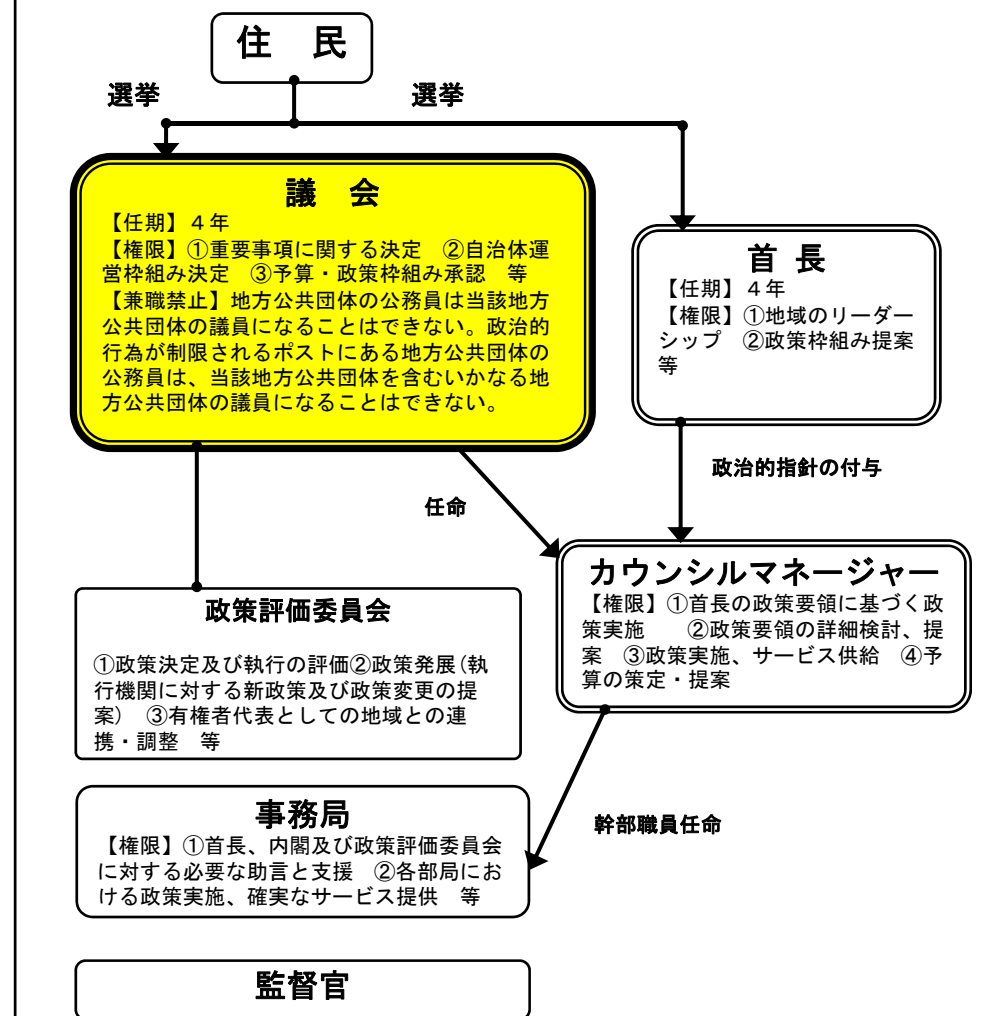 住　民
選挙
選挙
議　会
【任期】４年
【権限】①重要事項に関する決定　②自治体運
営枠組み決定　③予算・政策枠組み承認　等
【兼職禁止】地方公共団体の公務員は当該地方
公共団体の議員になることはできない。政治的
行為が制限されるポストにある地方公共団体の
公務員は、当該地方公共団体を含むいかなる地
方公共団体の議員になることはできない。
首 長
【任期】４年
【権限】①地域のリーダー
シップ　②政策枠組み提案
等
政治的指針の付与
任命
カウンシルマネージャー
【権限】①首長の政策要領に基づく政
策実施　　②政策要領の詳細検討、提
案　③政策実施、サービス供給　④予
算の策定・提案
政策評価委員会
①政策決定及び執行の評価②政策発展(執
行機関に対する新政策及び政策変更の提
案)　③有権者代表としての地域との連
携・調整　等
事務局
【権限】①首長、内閣及び政策評価委員会
に対する必要な助言と支援　②各部局にお
ける政策実施、確実なサービス提供　等
幹部職員任命
監督官